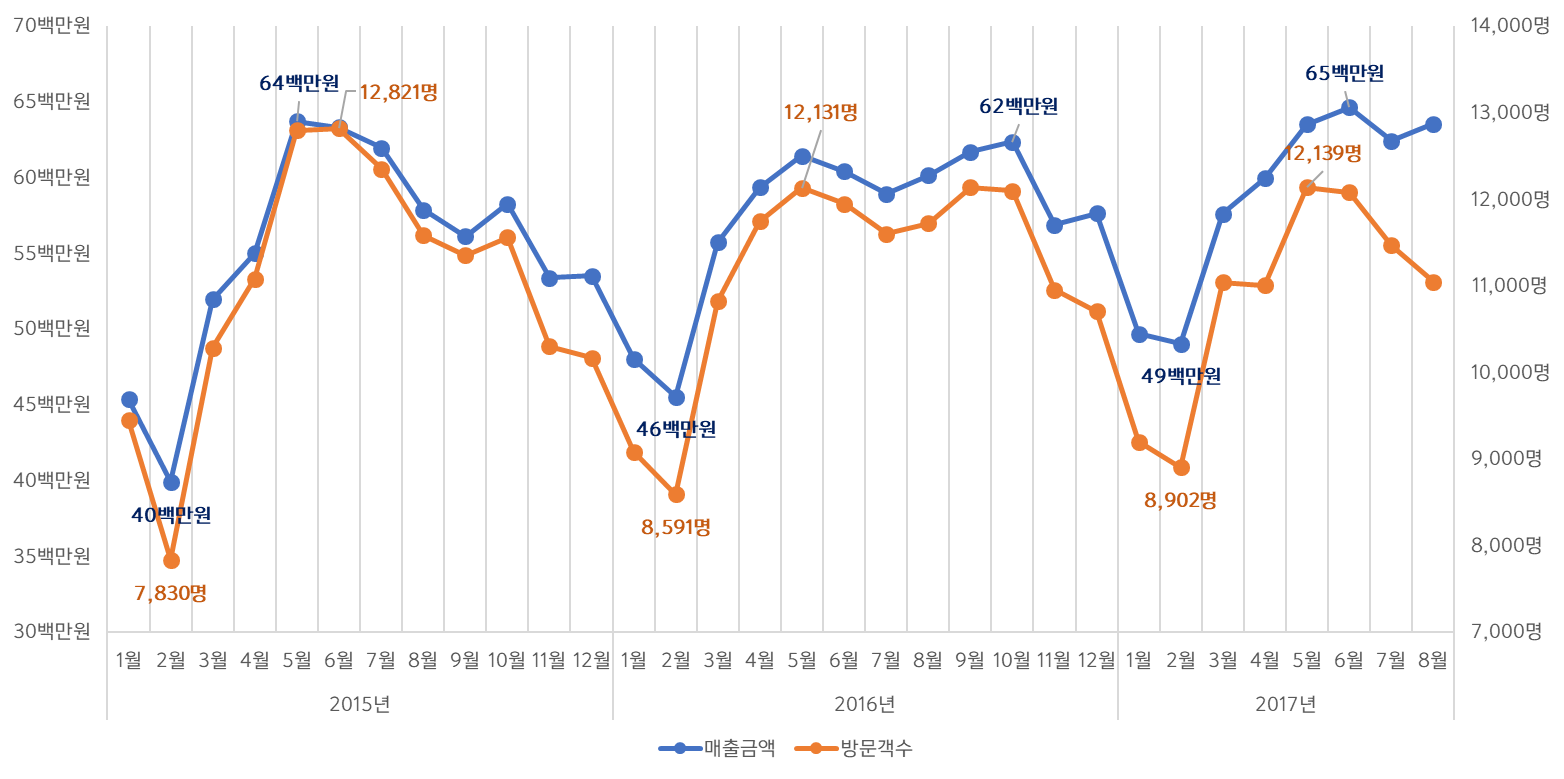 70백만원
65백만원
60백만원
55백만원
50백만원
45백만원
40백만원
35백만원
30백만원
14,000명
13,000명
12,000명
11,000명
10,000명
9,000명
8,000명
7,000명
64백만원
12,821명
40백만원
7,830명
12,131명
62백만원
46백만원
8,591명
65백만원
12,139명
49백만원
8,902명
1월 2월 3월 4월 5월 6월 7월 8월 9월 10월 11월 12월 1월 2월 3월 4월 5월 6월 7월 8월 9월 10월 11월 12월 1월 2월 3월 4월 5월 6월 7월 8월
2015년 2016년 2017년
매출금액 방문객수